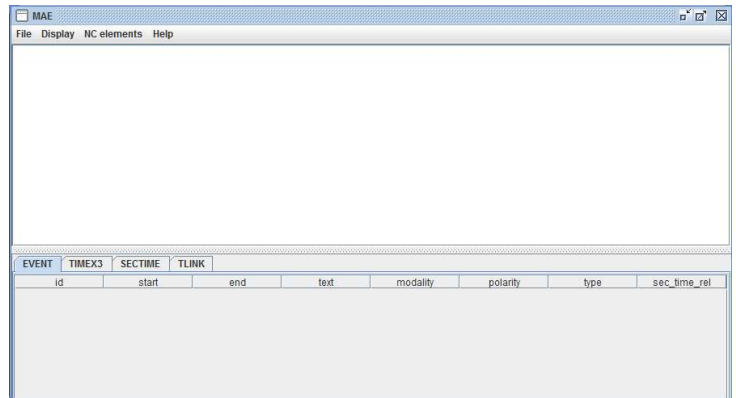 MAE
File Display NC elements Help
EVENT TIMEX3 SECTIME TLINK
id start end text modality polarity type sec_time_rel